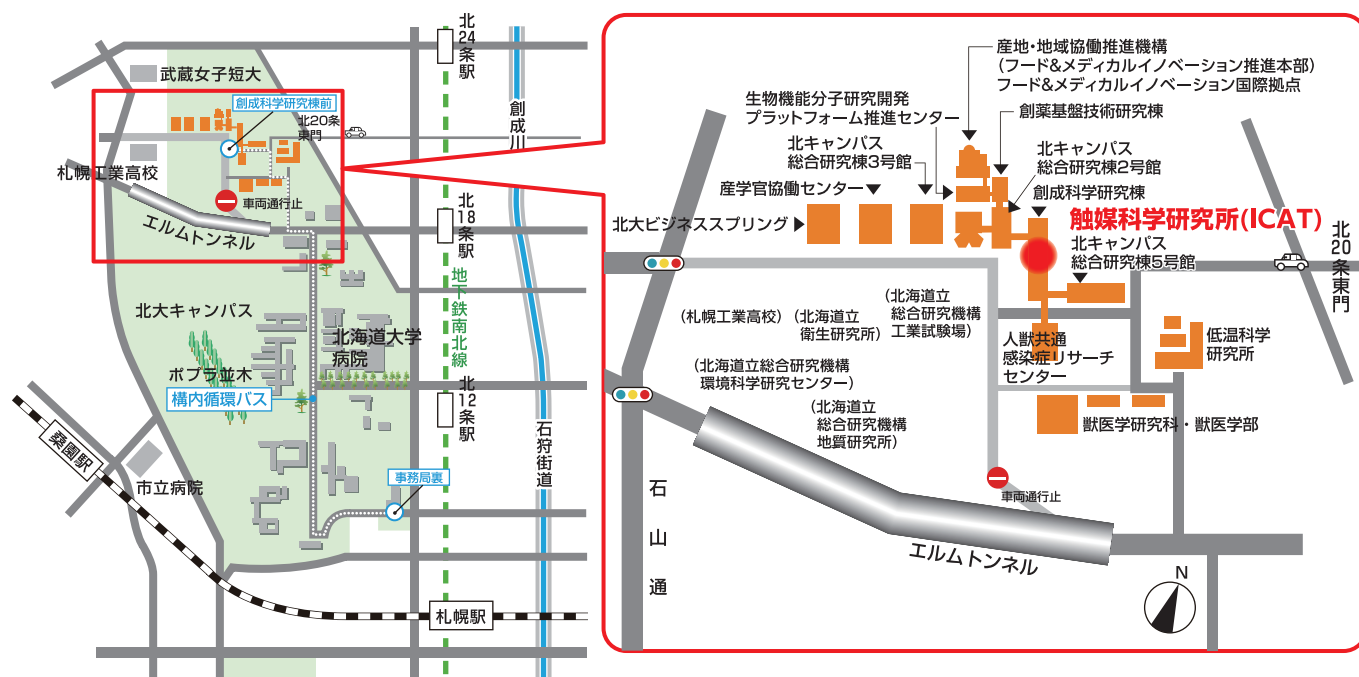 北24条駅
武蔵女子短大
創成科学研究棟前
北20条
東門
創成川
札幌工業高校
車両通行止
エルムトンネル
北18条駅
地下鉄南北線
北大キャンパス
北海道大学
病院
ポプラ並木
構内循環バス
北12条駅
桑園駅
市立病院
事務局裏
石狩街道
札幌駅
産地・地域協働推進機構
(フード&メディカルイノベーション推進本部)
フード&メディカルイノベーション国際拠点
生物機能分子研究開発
プラットフォーム推進センター
創薬基盤技術研究棟
北キャンパス
総合研究棟3号館
北キャンパス
総合研究棟2号館
産学官協働センター
創成科学研究棟
北大ビジネススプリング
触媒科学研究所(ICAT)
北キャンパス
総合研究棟5号館
北20条東門
(札幌工業高校)
(北海道立
衛生研究所)
(北海道立
総合研究機構
工業試験場)
人獣共通
感染症リサーチ
センター
低温科学
研究所
(北海道立総合研究機構
環境科学研究センター)
(北海道立
総合研究機構
地質研究所)
獣医学研究科・獣医学部
石山通
車両通行止
エルムトンネル
N